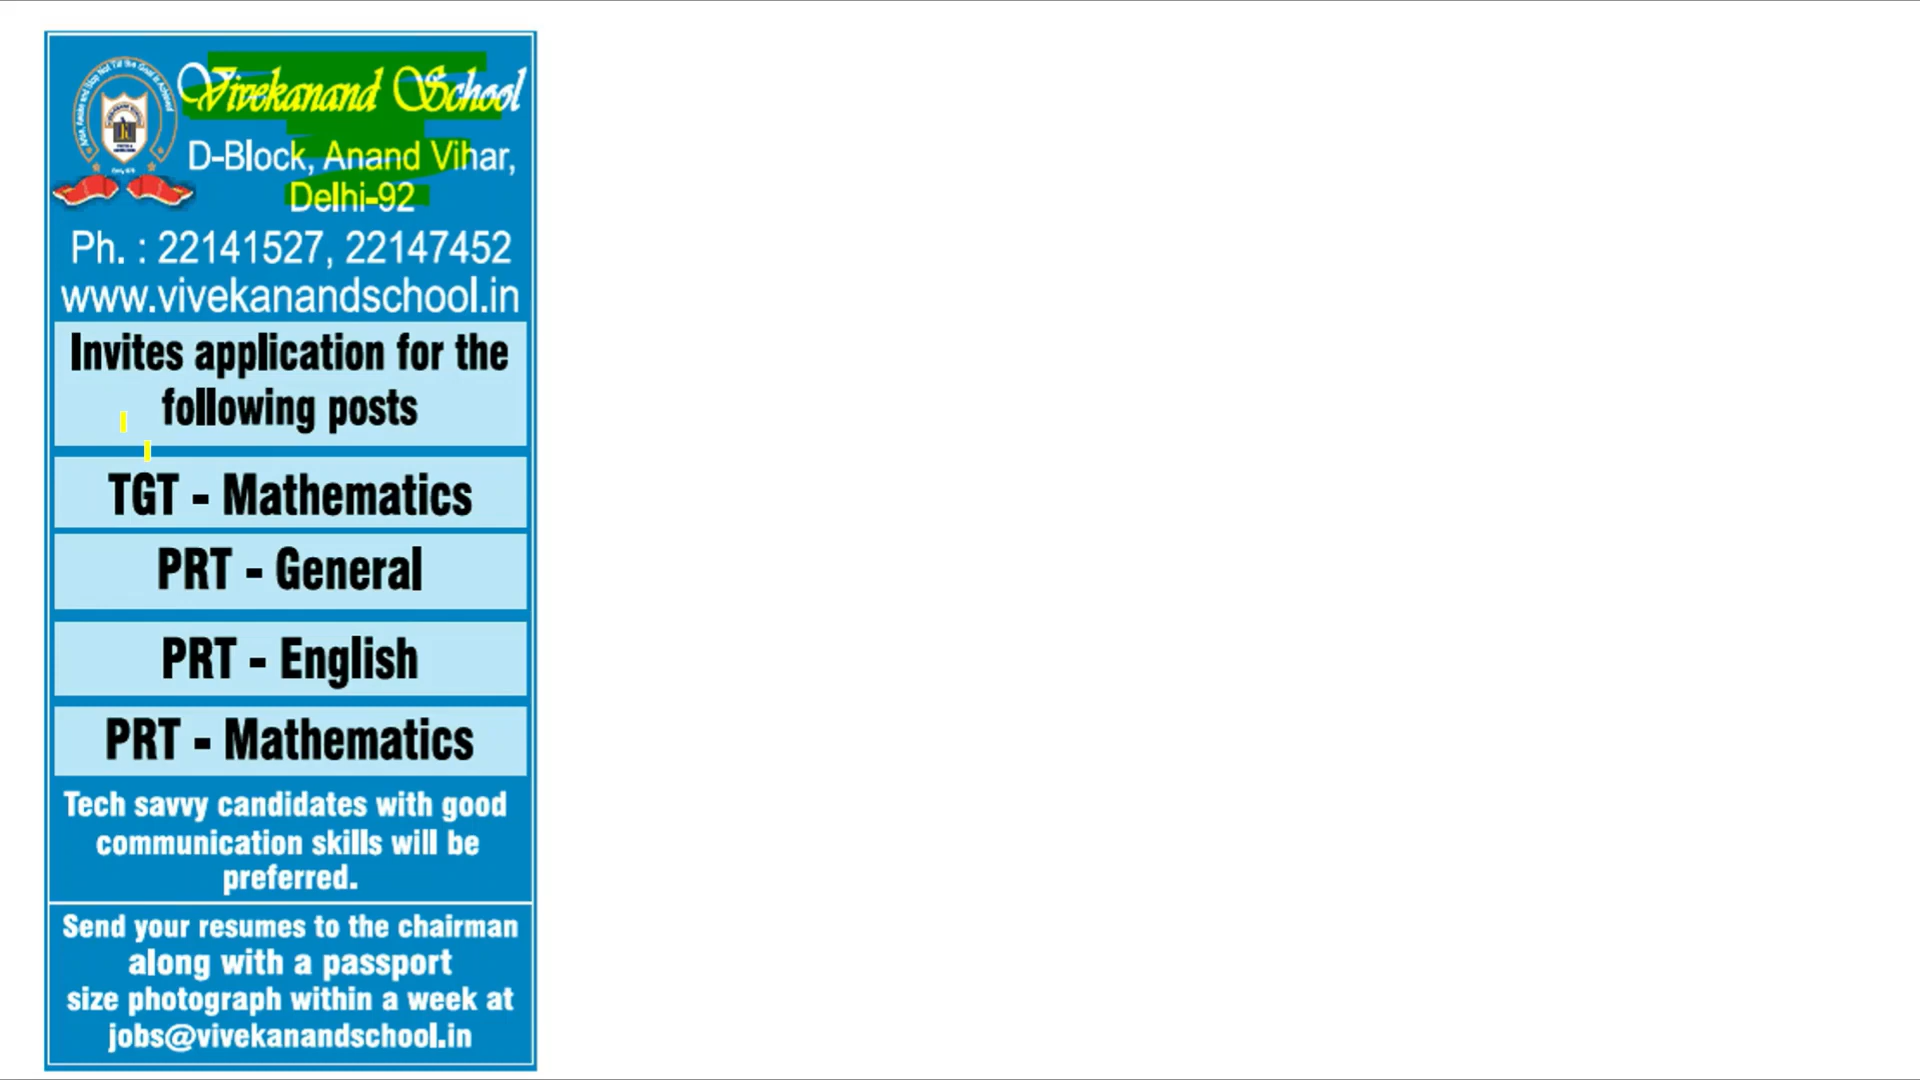 Vivekanand School
D-Block, Anand Vihar,
Delhi-92
Ph. : 22141527, 22147452
www.vivekanandschool.in
Invites application for the
following posts
TGT - Mathematics
PRT - General
PRT - English
PRT - Mathematics
Tech savvy candidates with good
communication skills will be
preferred.
Send your resumes to the chairman
along with a passport
size photograph within a week at
jobs@vivekanandschool.in